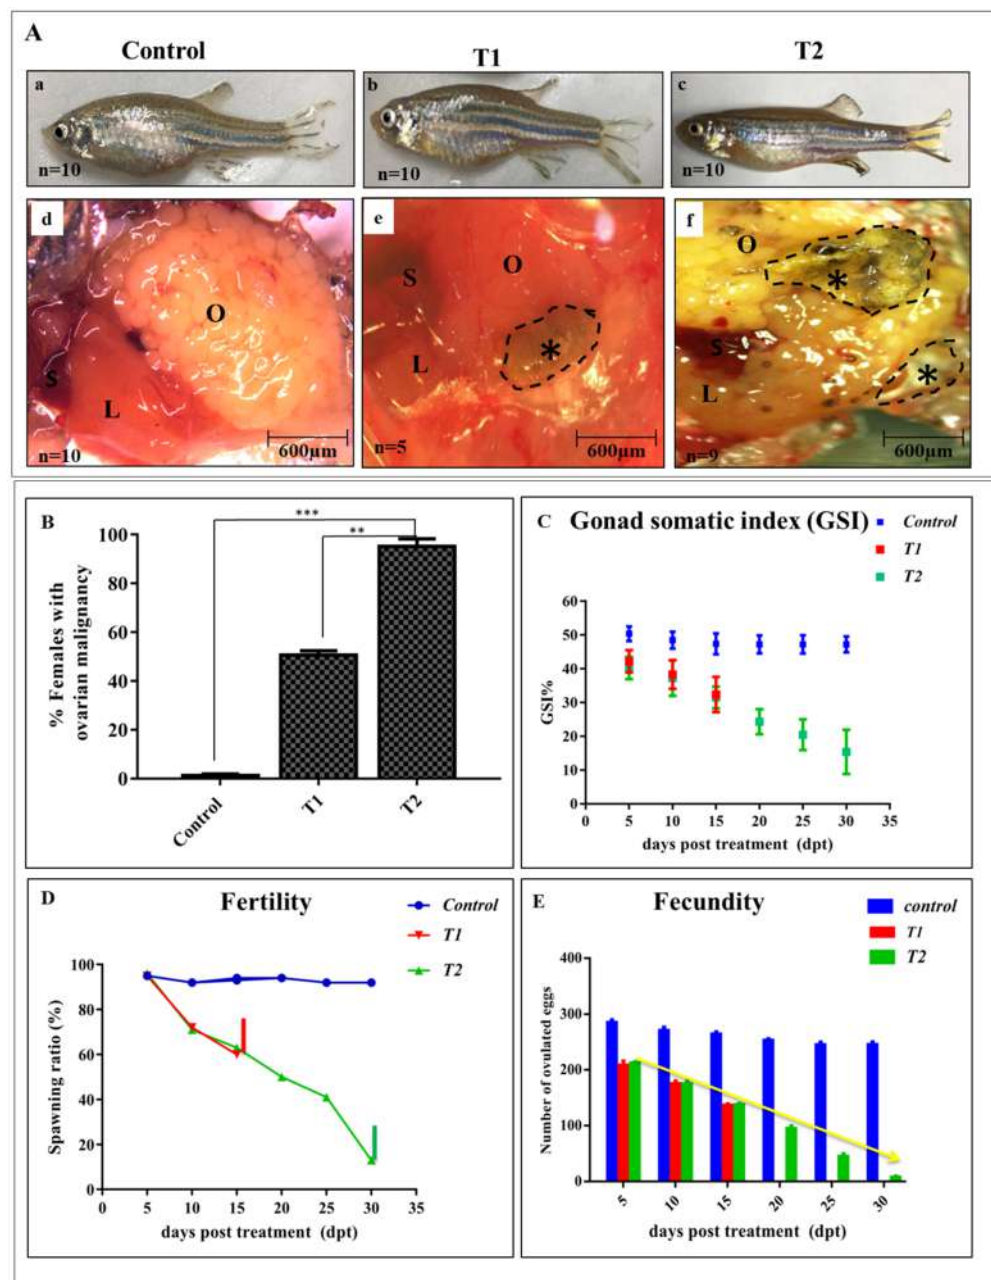 A
Control
T1
T2
a
n=10
b
n=10
c
n=10
d
O
S
L
n=10
600µm
e
S
O
L
*
n=5
600µm
f
O
*
S
L
*
n=9
600µm
B
***
**
% Females with
ovarian malignancy
100
80
60
40
20
0
Control
T1
T2
C
Gonad somatic index (GSI)
Control
T1
T2
GSI%
60
50
40
30
20
10
0
0 5 10 15 20 25 30 35
days post treatment (dpt)
D
Fertility
Control
T1
T2
Spawning ratio (%)
100
80
60
40
20
0
0 5 10 15 20 25 30 35
days post treatment (dpt)
E
Fecundity
control
T1
T2
Number of ovulated eggs
400
300
200
100
0
5 10 15 20 25 30
days post treatment (dpt)